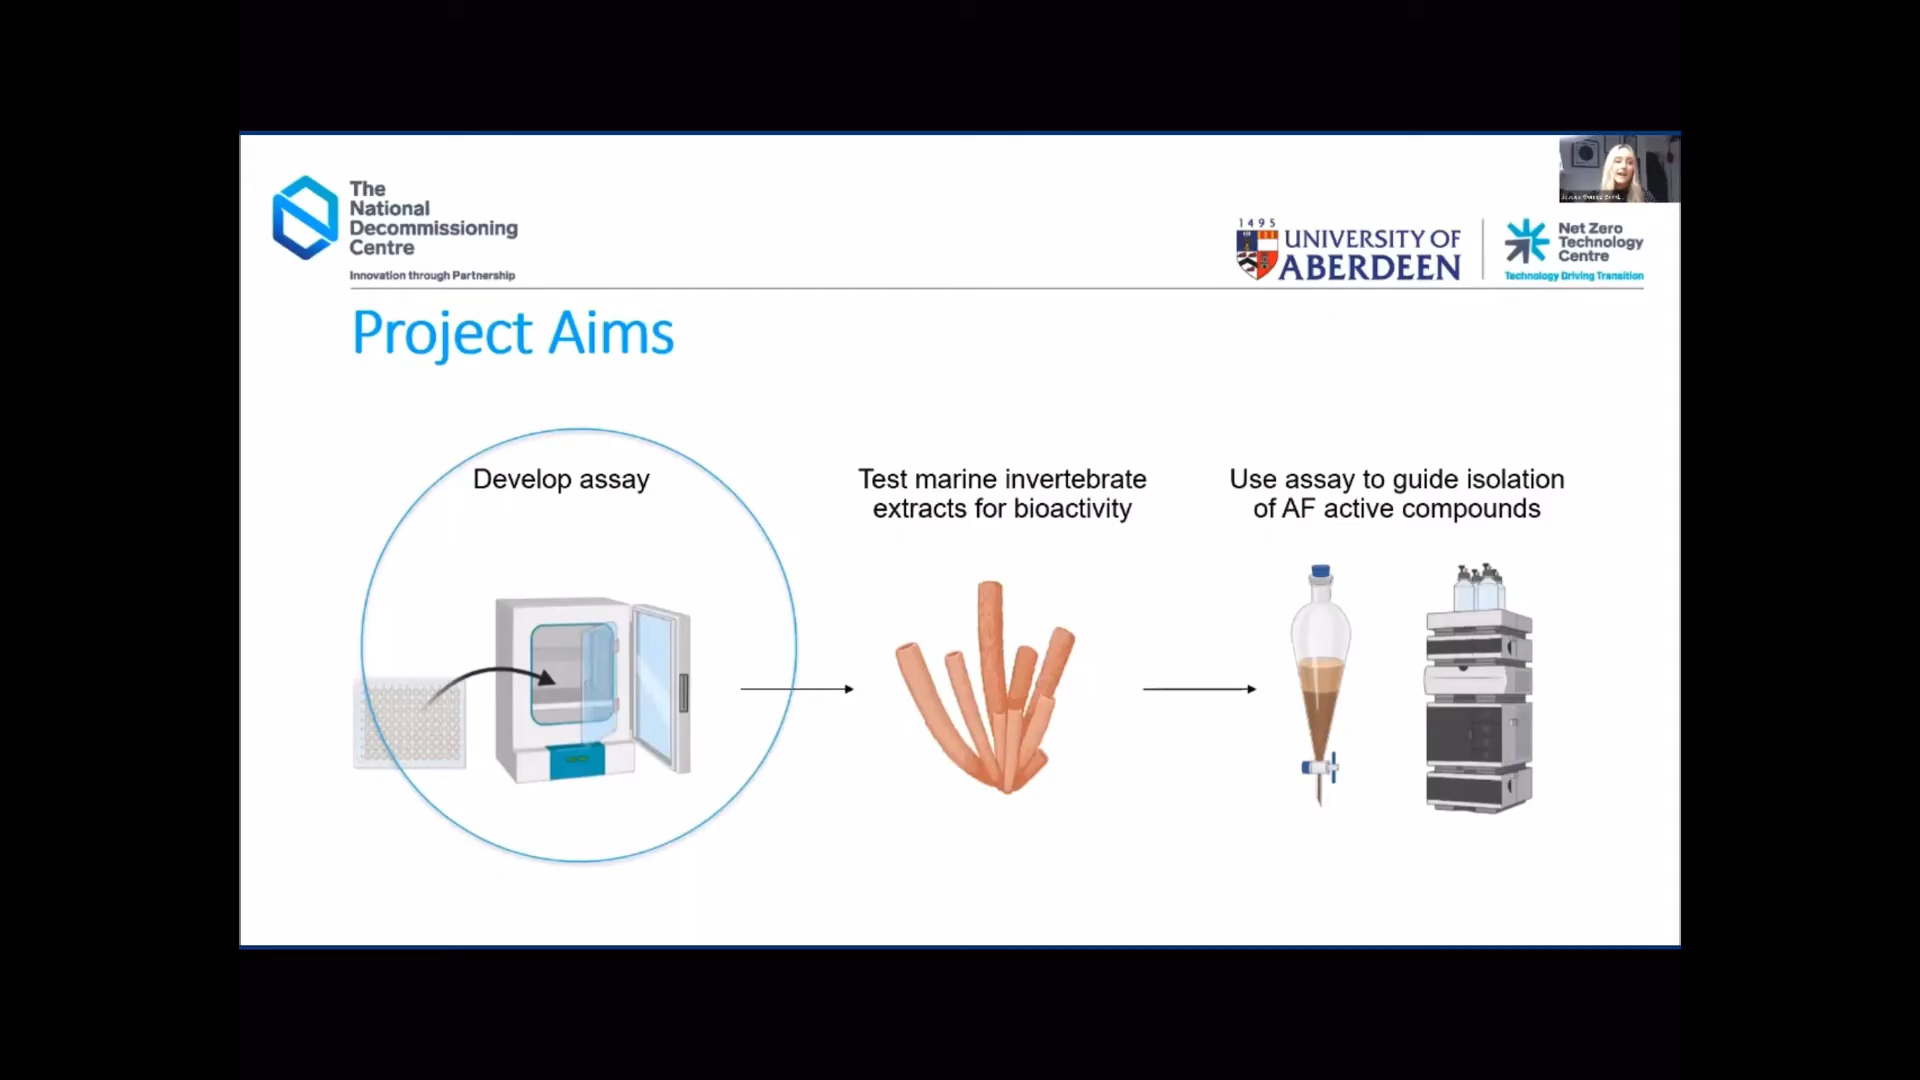 The
National
Decommissioning
Centre
Innovation through Partnership
1495
UNIVERSITY OF
ABERDEEN
Net Zero
Technology
Centre
Technology Driving Transition
Project Aims
Develop assay
Test marine invertebrate
extracts for bioactivity
Use assay to guide isolation
of AF active compounds